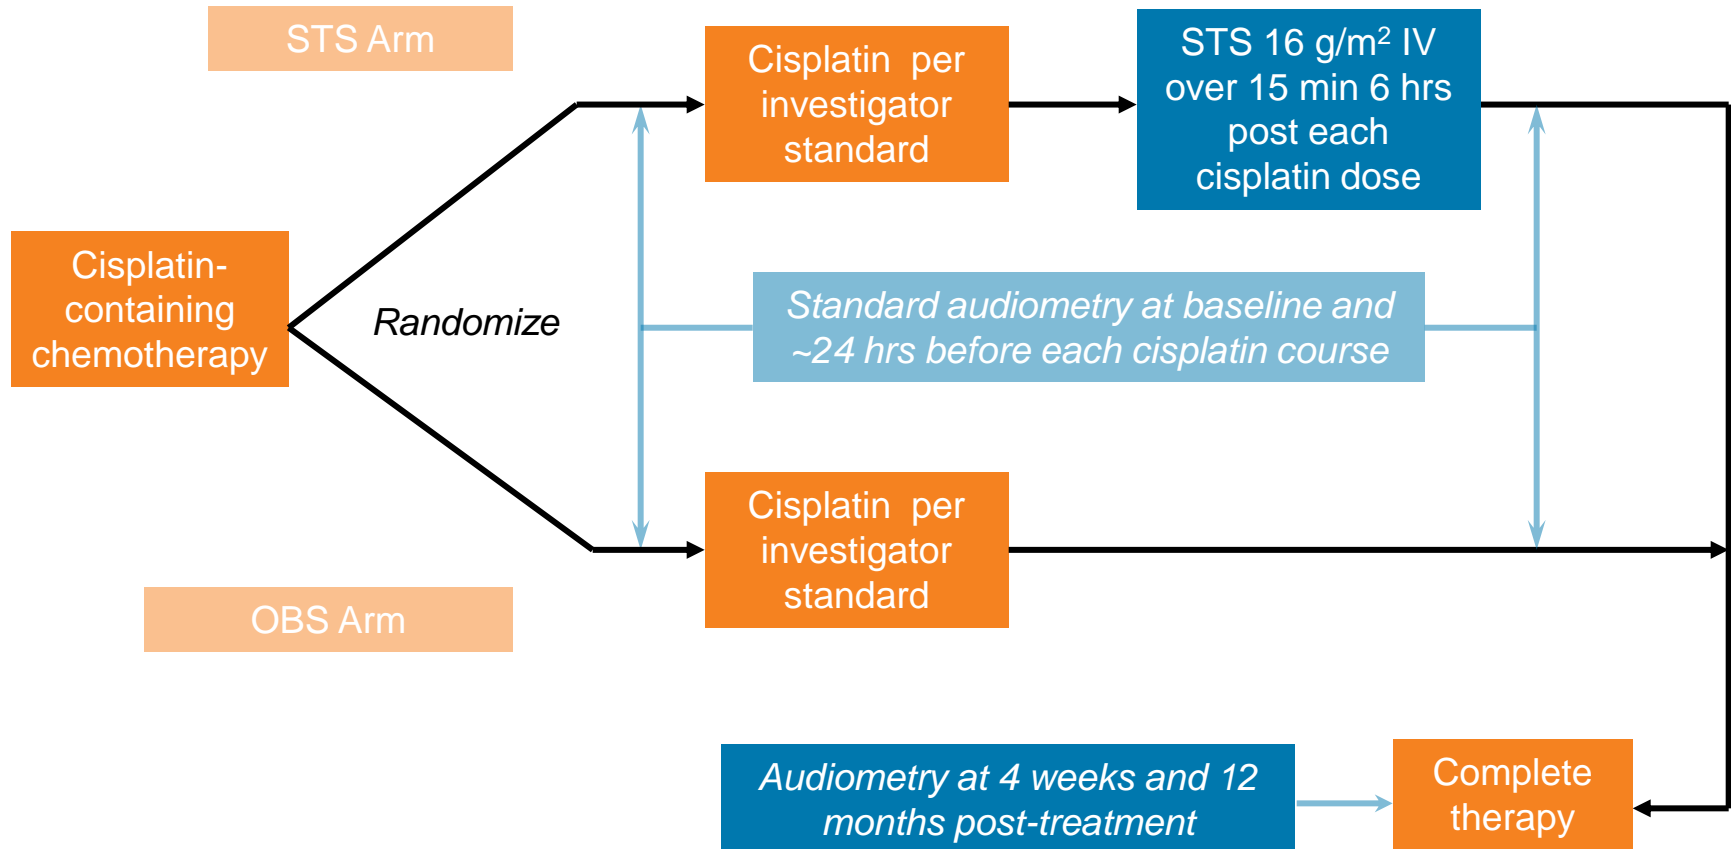 STS Arm
Cisplatin per
investigator
standard
STS 16 g/m² IV
over 15 min 6 hrs
post each
cisplatin dose
Cisplatin-
containing
chemotherapy
Randomize
Standard audiometry at baseline and
~24 hrs before each cisplatin course
Cisplatin per
investigator
standard
OBS Arm
Audiometry at 4 weeks and 12
months post-treatment
Complete
therapy